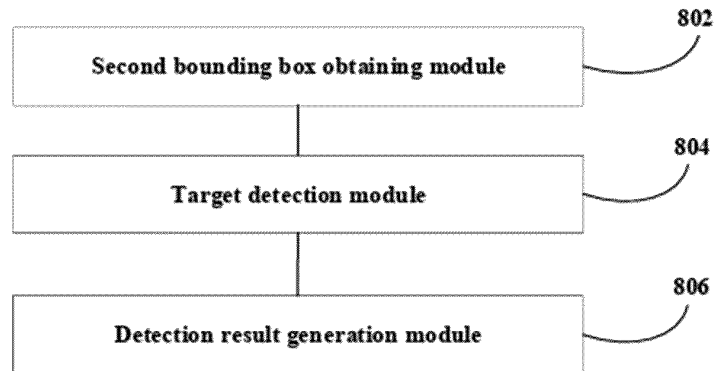 802
Second bounding box obtaining module
804
Target detection module
806
Detection result generation module